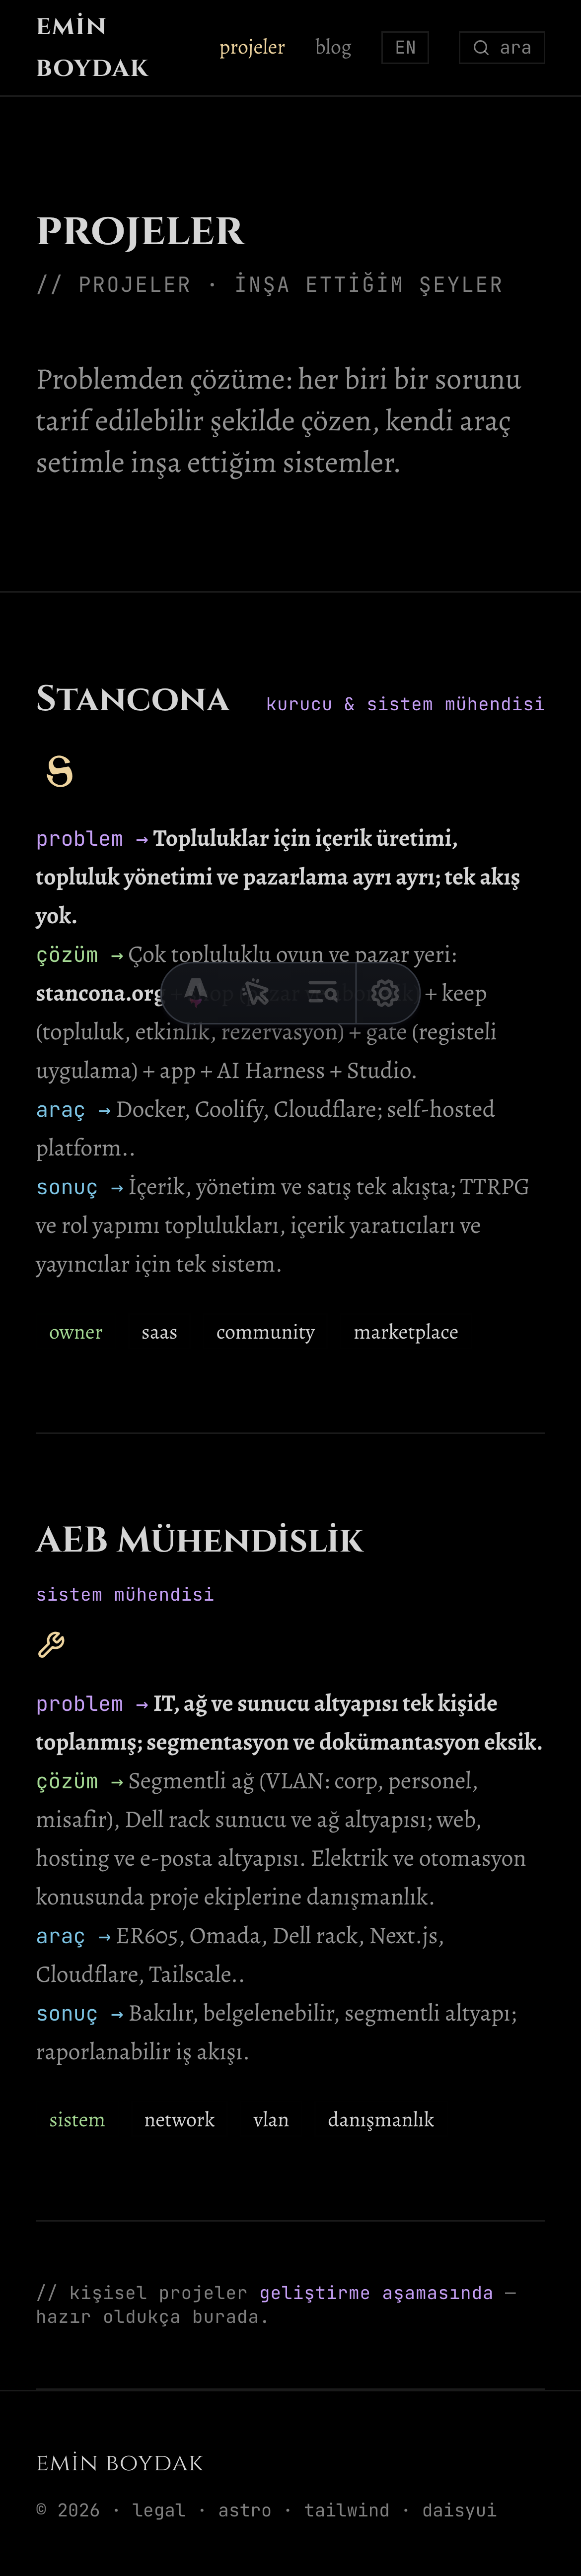 EMİN
BOYDAK
projeler
blog
EN
ara
PROJELER
// PROJELER · İNŞA ETTİĞİM ŞEYLER
Problemden çözüme: her biri bir sorunu
tarif edilebilir şekilde çözen, kendi araç
setimle inşa ettiğim sistemler.
STANCONA
kurucu & sistem mühendisi
S
problem → Topluluklar için içerik üretimi,
topluluk yönetimi ve pazarlama ayrı ayrı; tek akış
yok.
çözüm → Çok topluluklu oyun ve pazar yeri:
stancona.org + keep
(topluluk, etkinlik, rezervasyon) + gate (registeli
uygulama) + app + AI Harness + Studio.
araç → Docker, Coolify, Cloudflare; self-hosted
platform..
sonuç → İçerik, yönetim ve satış tek akışta; TTRPG
ve rol yapımı toplulukları, içerik yaratıcıları ve
yayıncılar için tek sistem.
owner saas community marketplace
AEB MÜHENDİSLİK
sistem mühendisi
problem → IT, ağ ve sunucu altyapısı tek kişide
toplanmış; segmentasyon ve dokümantasyon eksik.
çözüm → Segmentli ağ (VLAN: corp, personel,
misafir), Dell rack sunucu ve ağ altyapısı; web,
hosting ve e-posta altyapısı. Elektrik ve otomasyon
konusunda proje ekiplerine danışmanlık.
araç → ER605, Omada, Dell rack, Next.js,
Cloudflare, Tailscale..
sonuç → Bakılır, belgelenebilir, segmentli altyapı;
raporlanabilir iş akışı.
sistem network vlan danışmanlık
// kişisel projeler geliştirme aşamasında —
hazır oldukça burada.
EMİN BOYDAK
© 2026 · legal · astro · tailwind · daisyui